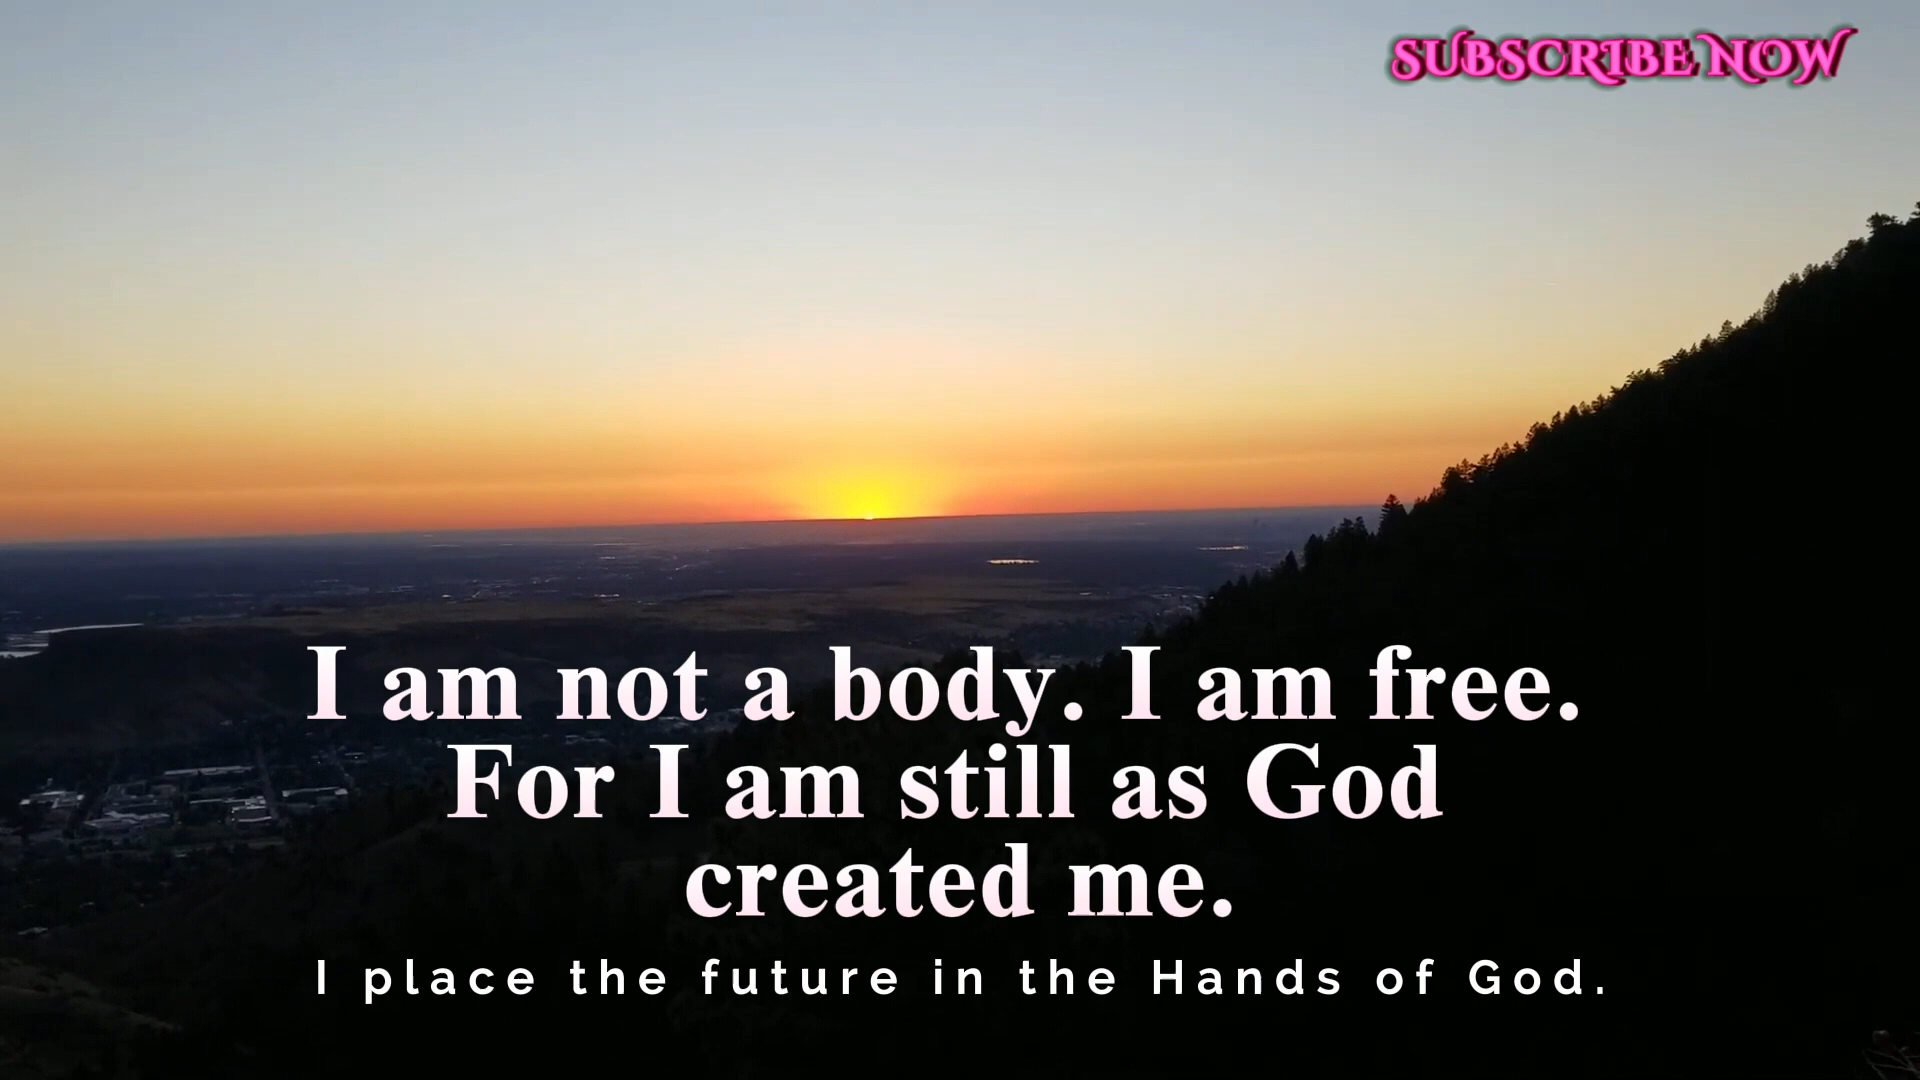 SUBSCRIBE NOW
I am not a body. I am free.
For I am still as God
created me.
I place the future in the Hands of God.